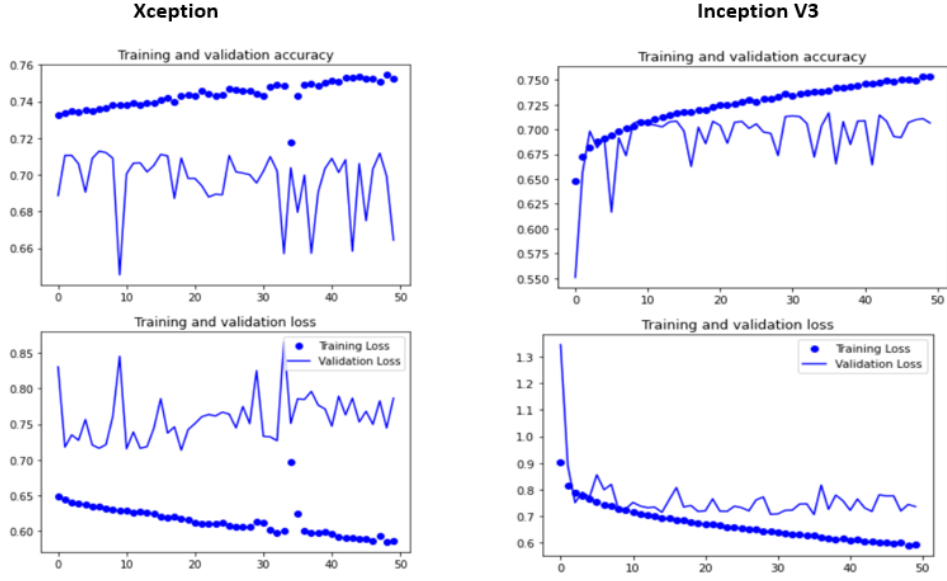 Xception
Inception V3
Training and validation accuracy
0.76
0.74
0.72
0.70
0.68
0.66
0 10 20 30 40 50
Training and validation accuracy
0.750
0.725
0.700
0.675
0.650
0.625
0.600
0.575
0.550
0 10 20 30 40 50
Training and validation loss
0.85
0.80
0.75
0.70
0.65
0.60
Training Loss
Validation Loss
0 10 20 30 40 50
Training and validation loss
1.3
1.2
1.1
1.0
0.9
0.8
0.7
0.6
Training Loss
Validation Loss
0 10 20 30 40 50